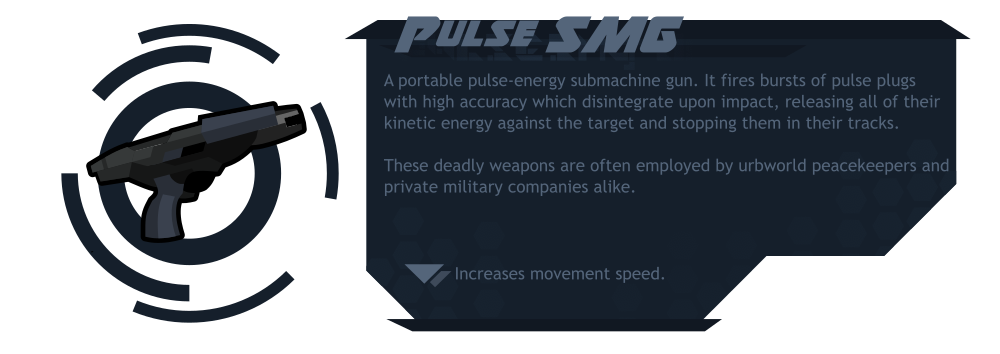 Pulse SMG
A portable pulse-energy submachine gun. It fires bursts of pulse plugs
with high accuracy which disintegrate upon impact, releasing all of their
kinetic energy against the target and stopping them in their tracks.
These deadly weapons are often employed by urbworld peacekeepers and
private military companies alike.
Increases movement speed.